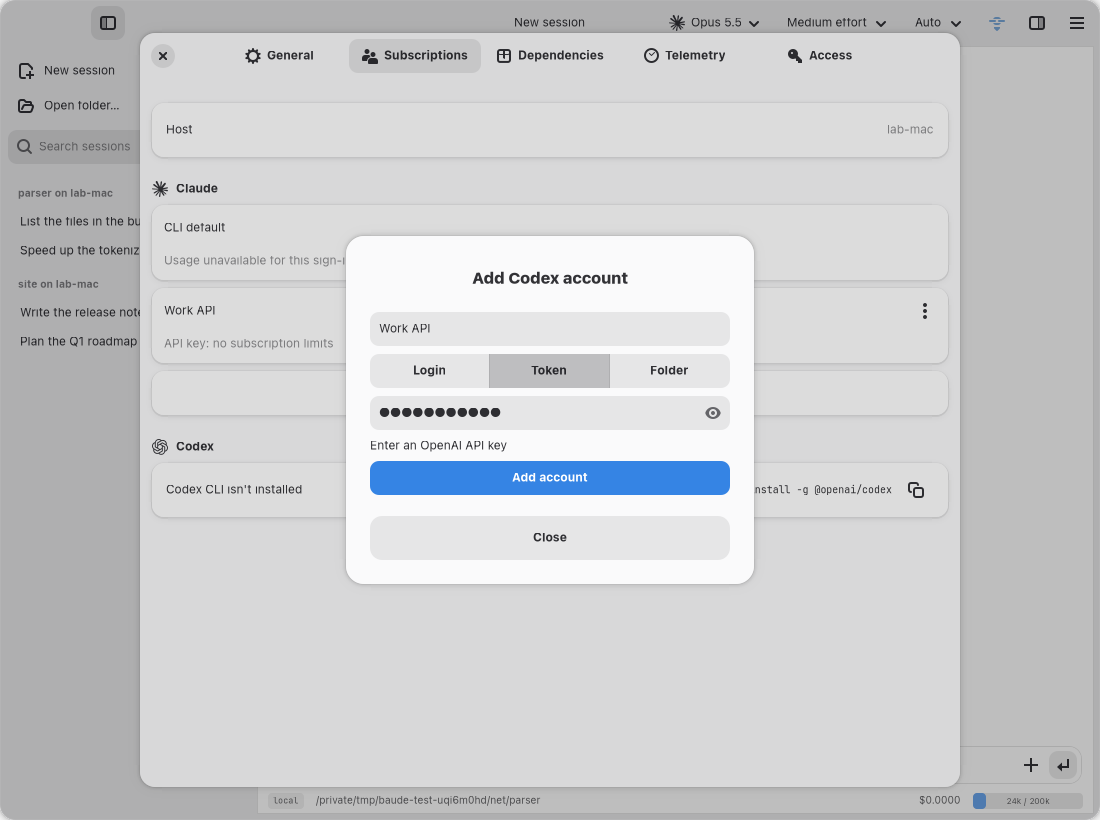 New session
Opus 5.5
Medium effort
Auto
General
Subscriptions
Dependencies
Telemetry
Access
New session
Open folder...
Search sessions
parser on lab-mac
List the files in the bu
Speed up the tokeniz
site on lab-mac
Write the release note
Plan the Q1 roadmap
Host
lab-mac
Claude
CLI default
Usage unavailable for this sign-i
Work API
API key: no subscription limits
Codex
Codex CLI isn't installed
nstall -g @openai/codex
Add Codex account
Work API
Login
Token
Folder
●●●●●●●●●●●
Enter an OpenAI API key
Add account
Close
local
/private/tmp/baude-test-uqi6m0hd/net/parser
$0.0000
24k / 200k